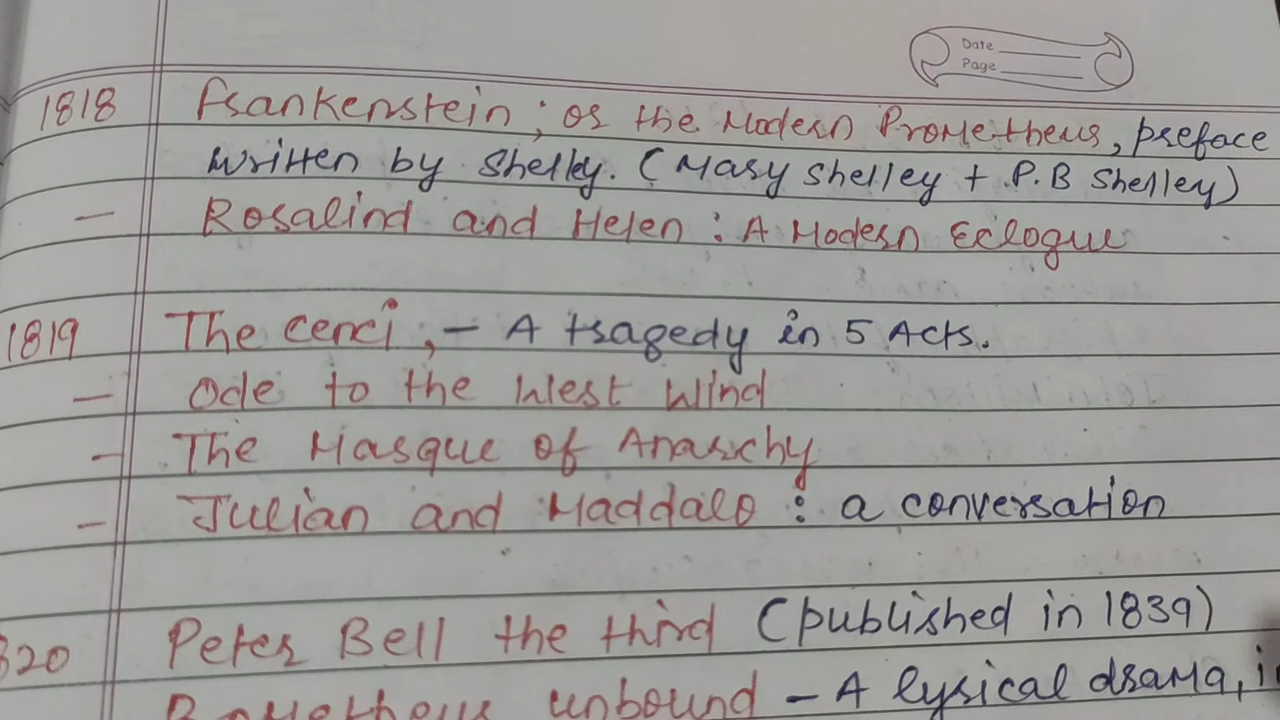 Date
Page
1818 Frankenstein; or the Modern Prometheus, preface
written by Shelley. (Mary Shelley + P.B Shelley)
— Rosalind and Helen : A Modern Eclogue
1819 The Cenci, - A tragedy in 5 Acts.
— Ode to the West Wind
— The Masque of Anarchy
— Julian and Maddalo : a conversation
820 Peter Bell the third (published in 1839)
Prometheus unbound - A lyrical drama,